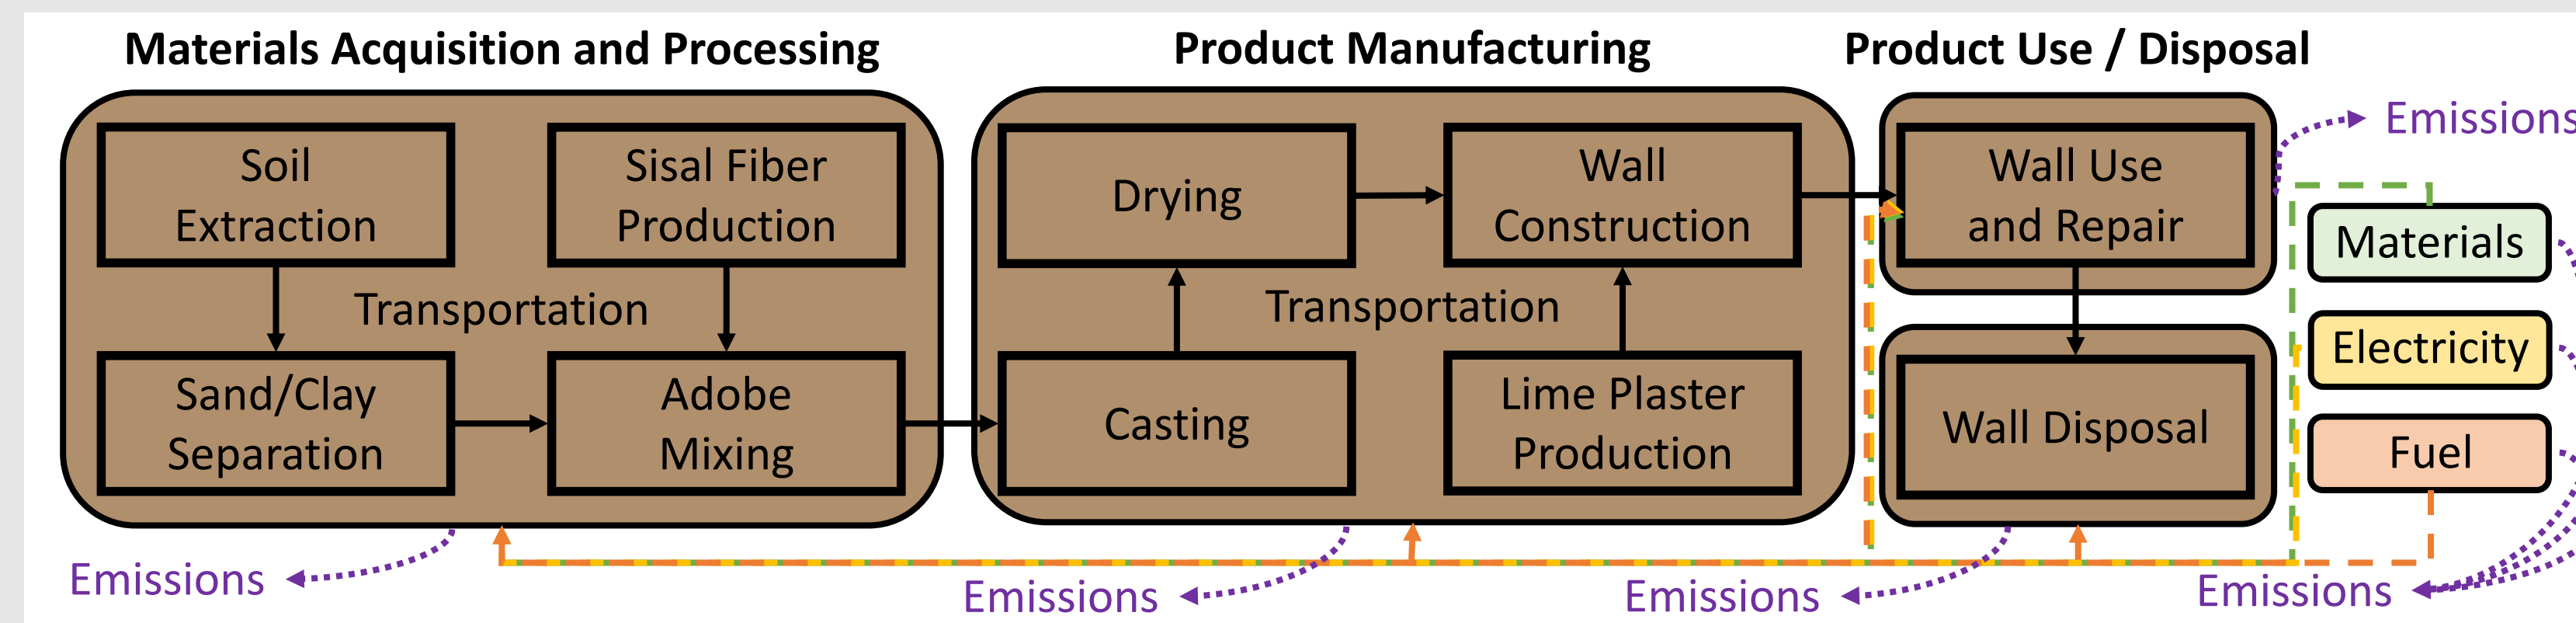 Materials Acquisition and Processing
Product Manufacturing
Product Use / Disposal
Soil
Extraction
Sisal Fiber
Production
Transportation
Sand/Clay
Separation
Adobe
Mixing
Drying
Wall
Construction
Transportation
Casting
Lime Plaster
Production
Wall Use
and Repair
Wall Disposal
Emissions
Materials
Electricity
Fuel
Emissions
Emissions
Emissions
Emissions